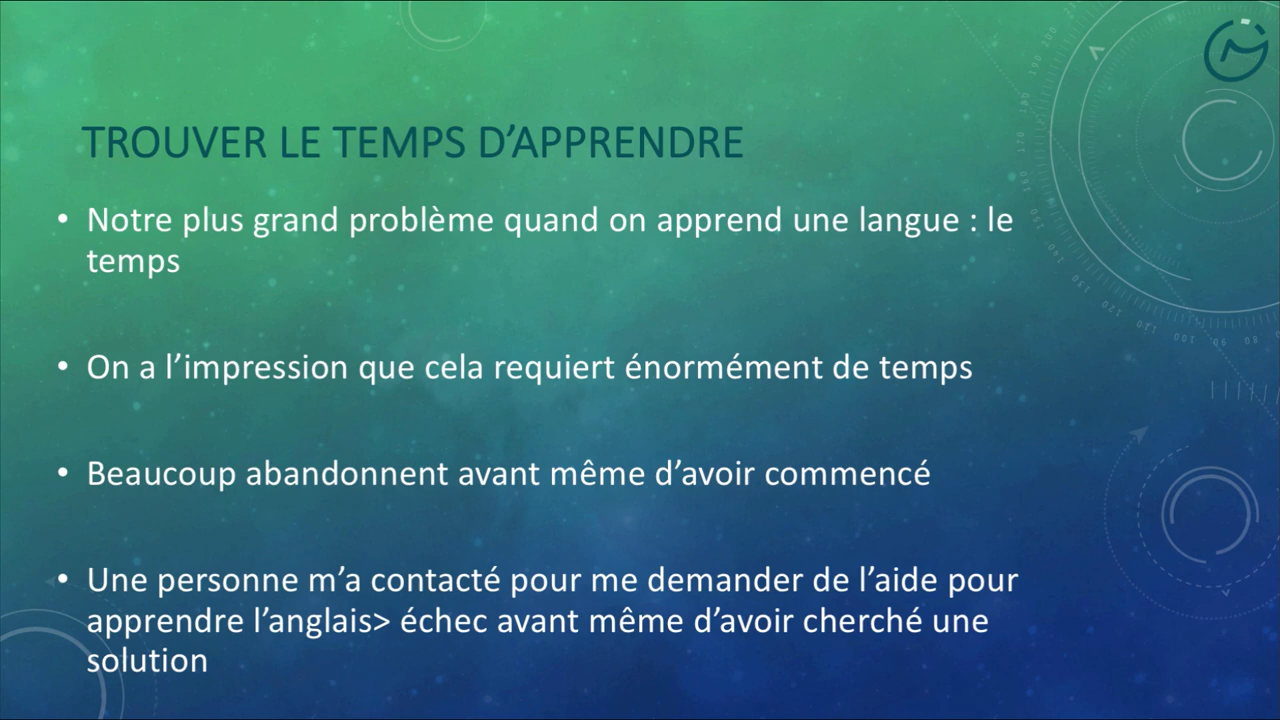 TROUVER LE TEMPS D’APPRENDRE
• Notre plus grand problème quand on apprend une langue : le
temps
• On a l’impression que cela requiert énormément de temps
• Beaucoup abandonnent avant même d’avoir commencé
• Une personne m’a contacté pour me demander de l’aide pour
apprendre l’anglais> échec avant même d’avoir cherché une
solution